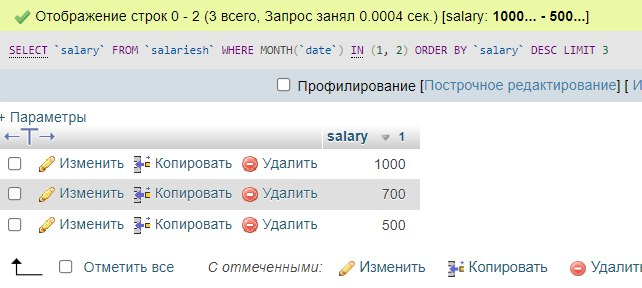 Отображение строк 0 - 2 (3 всего, Запрос занял 0.0004 сек.) [salary: 1000... - 500...]
SELECT `salary` FROM `salariesh` WHERE MONTH(`date`) IN (1, 2) ORDER BY `salary` DESC LIMIT 3
Профилирование [Построчное редактирование] [ И
+ Параметры
←T→ salary 1
Изменить Копировать Удалить 1000
Изменить Копировать Удалить 700
Изменить Копировать Удалить 500
Отметить все С отмеченными: Изменить Копировать Удалит